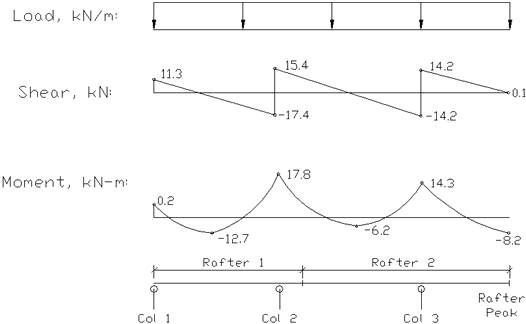 Load, kN/m:
Shear, kN:
11.3
15.4
14.2
0.1
-17.4
-14.2
Moment, kN-m:
0.2
17.8
14.3
-12.7
-6.2
-8.2
Rafter 1
Rafter 2
Col 1
Col 2
Col 3
Rafter
Peak